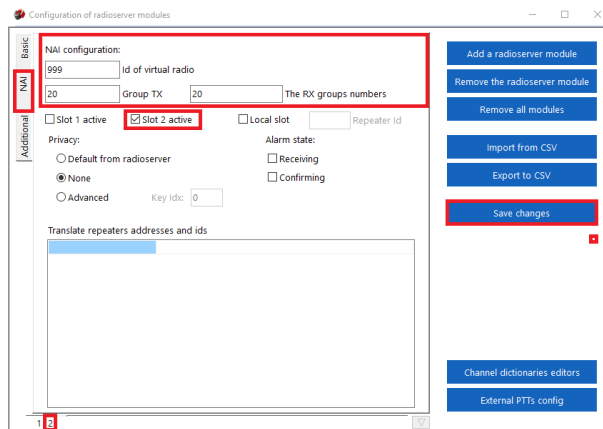 Configuration of radioserver modules
Basic
NAI
Additional
NAI configuration:
999 Id of virtual radio
20 Group TX 20 The RX groups numbers
Slot 1 active Slot 2 active Local slot Repeater Id
Privacy: Alarm state:
Default from radioserver Receiving
None Confirming
Advanced Key Idx: 0
Translate repeaters addresses and ids
1 2
Add a radioserver module
Remove the radioserver module
Remove all modules
Import from CSV
Export to CSV
Save changes
Channel dictionaries editors
External PTTs config